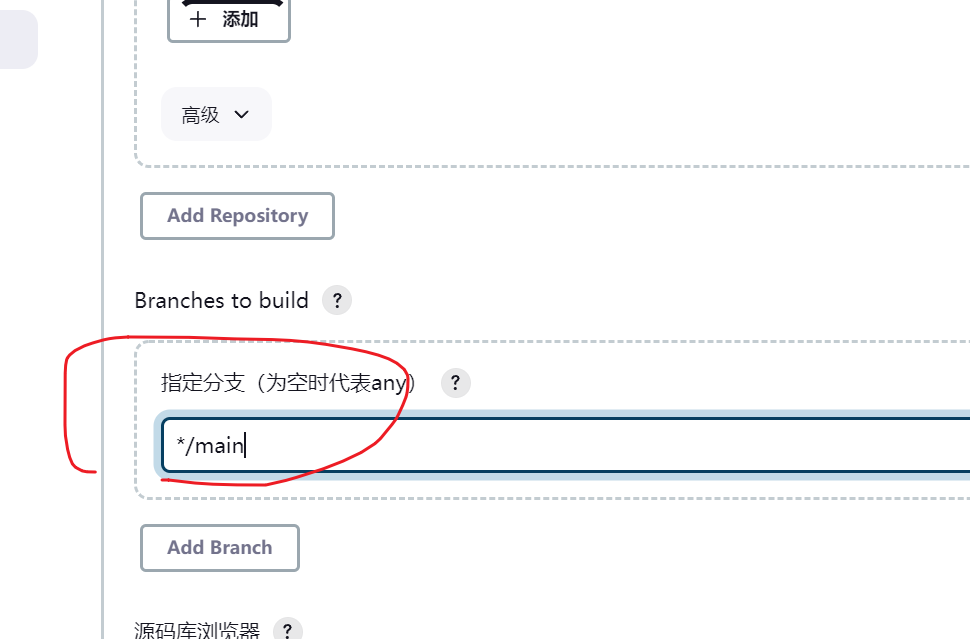 + 添加
高级
Add Repository
Branches to build ?
指定分支（为空时代表any） ?
*/main
Add Branch
源码库浏览器 ?